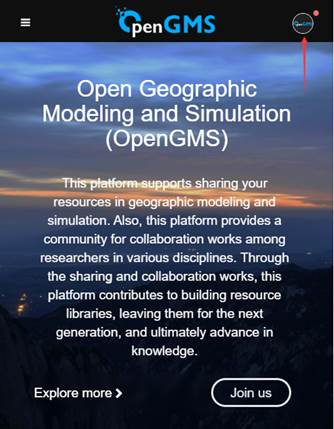 OpenGMS
Open Geographic
Modeling and Simulation
(OpenGMS)
This platform supports sharing your
resources in geographic modeling and
simulation. Also, this platform provides a
community for collaboration works among
researchers in various disciplines. Through
the sharing and collaboration works, this
platform contributes to building resource
libraries, leaving them for the next
generation, and ultimately advance in
knowledge.
Explore more
Join us